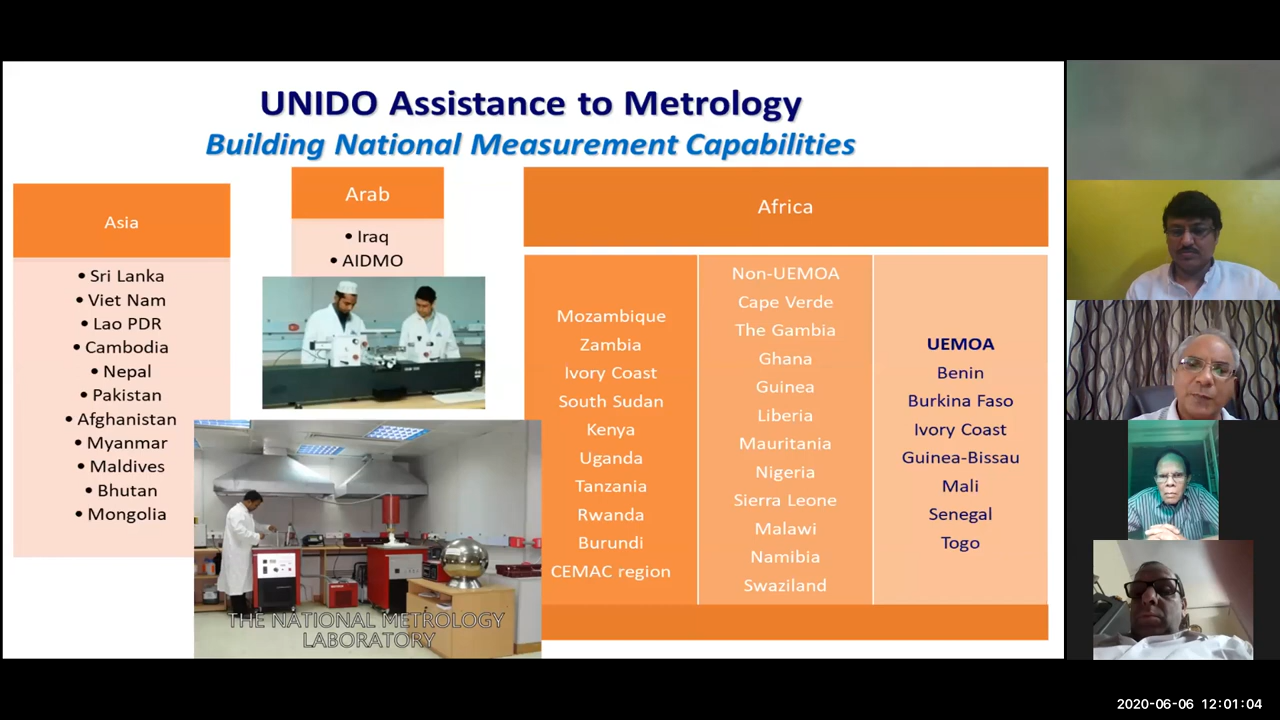 UNIDO Assistance to Metrology
Building National Measurement Capabilities
Asia
• Sri Lanka
• Viet Nam
• Lao PDR
• Cambodia
• Nepal
• Pakistan
• Afghanistan
• Myanmar
• Maldives
• Bhutan
• Mongolia
Arab
• Iraq
• AIDMO
THE NATIONAL METROLOGY
LABORATORY
Africa
Mozambique
Zambia
Ivory Coast
South Sudan
Kenya
Uganda
Tanzania
Rwanda
Burundi
CEMAC region
Non-UEMOA
Cape Verde
The Gambia
Ghana
Guinea
Liberia
Mauritania
Nigeria
Sierra Leone
Malawi
Namibia
Swaziland
UEMOA
Benin
Burkina Faso
Ivory Coast
Guinea-Bissau
Mali
Senegal
Togo
2020-06-06 12:01:04